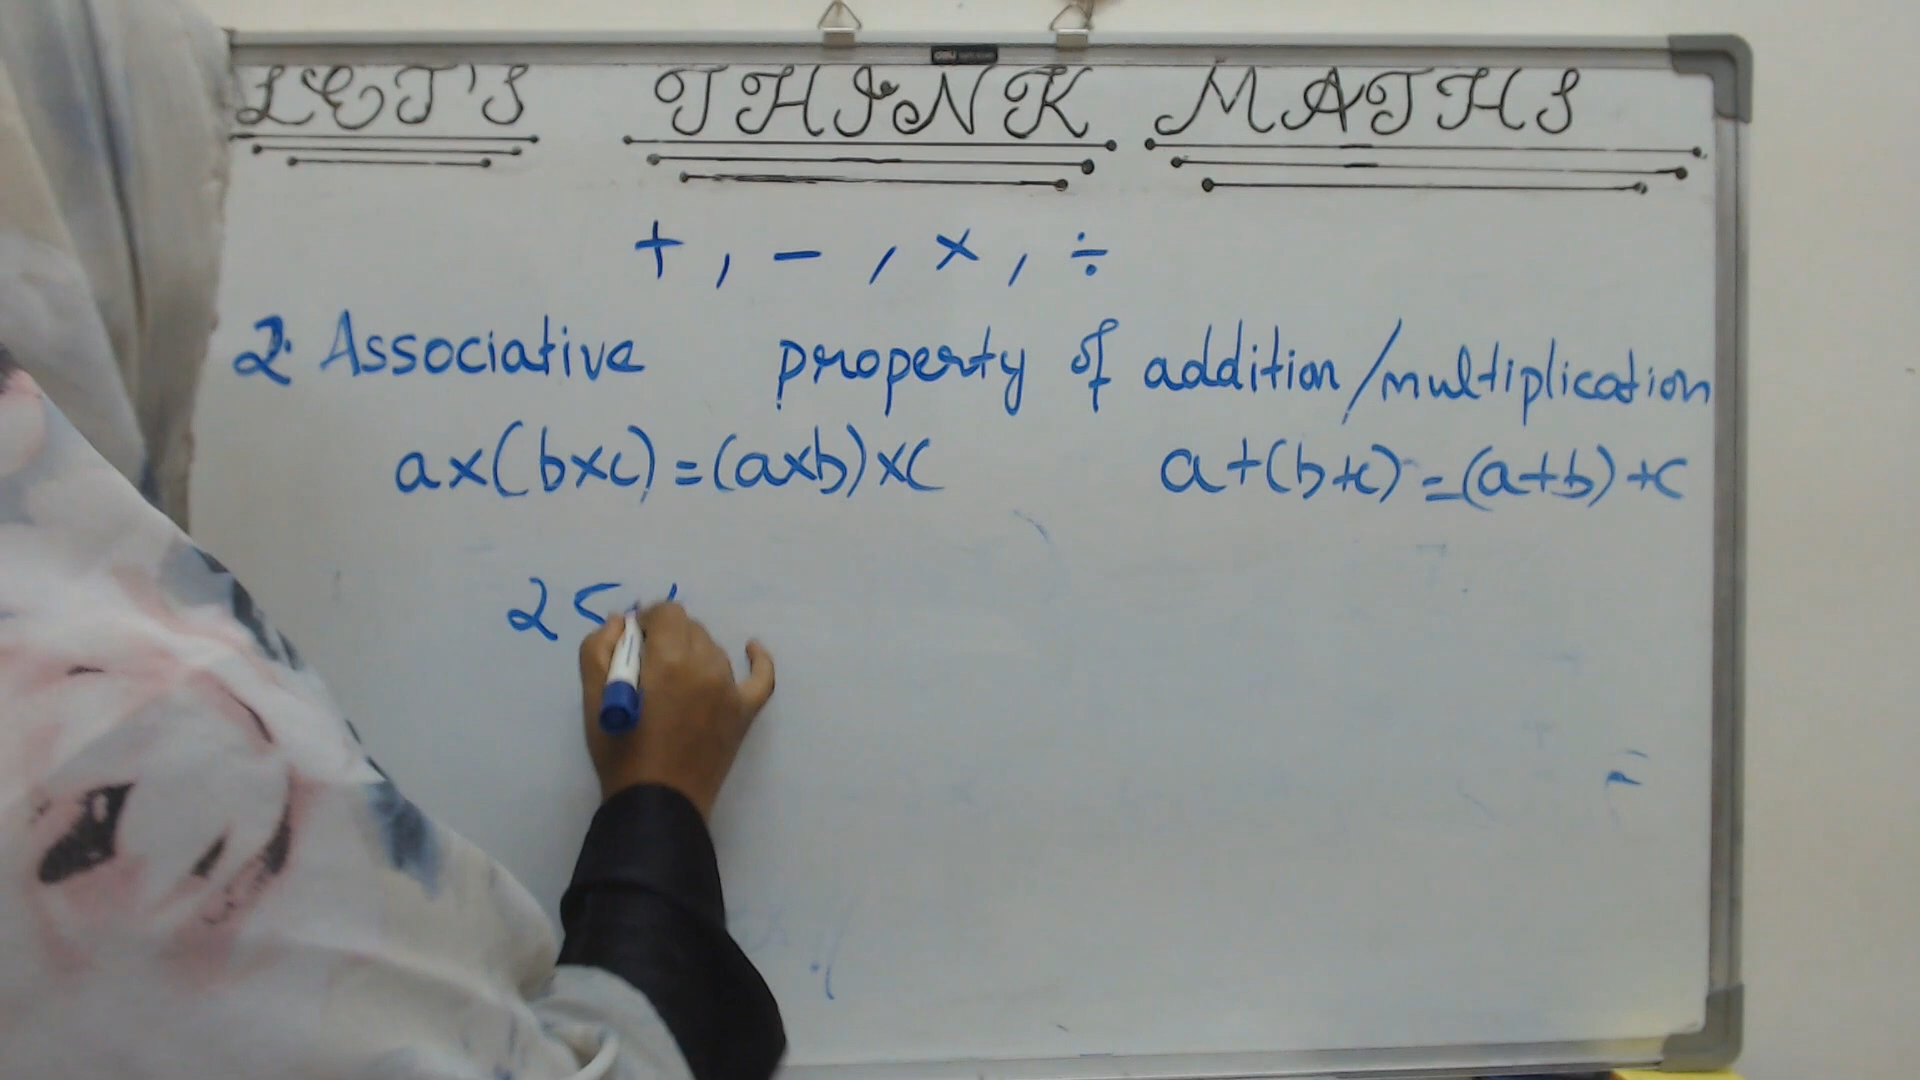 LET'S THINK MATHS
+ , - , × , ÷
2. Associative property of addition/multiplication
a×(b×c)=(a×b)×c a+(b+c)=(a+b)+c
25